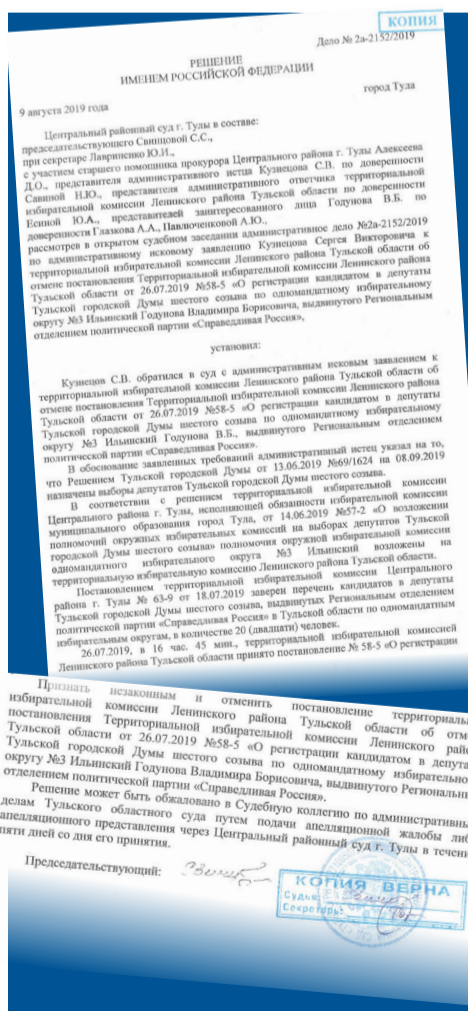 КОПИЯ
Дело № 2а-2152/2019
РЕШЕНИЕ
ИМЕНЕМ РОССИЙСКОЙ ФЕДЕРАЦИИ
9 августа 2019 года
город Тула
Центральный районный суд г. Тулы в составе:
председательствующего Свинцовой С.С.,
при секретаре Лавриненко Ю.И.,
с участием старшего помощника прокурора Центрального района г. Тулы Алексеева
Д.О., представителя административного истца Кузнецова С.В. по доверенности
Савиной Н.Ю., представителя административного ответчика территориальной
избирательной комиссии Ленинского района Тульской области по доверенности
Есиной Ю.А., представителей заинтересованного лица Годунова В.Б. по
доверенности Глазкова А.А., Павлюченковой А.Ю.,
рассмотрев в открытом судебном заседании административное дело №2а-2152/2019
по административному исковому заявлению Кузнецова Сергея Викторовича к
территориальной избирательной комиссии Ленинского района Тульской области об
отмене постановления Территориальной избирательной комиссии Ленинского района
Тульской области от 26.07.2019 №58-5 «О регистрации кандидатом в депутаты
Тульской городской Думы шестого созыва по одномандатному избирательному
округу №3 Ильинский Годунова Владимира Борисовича, выдвинутого Региональным
отделением политической партии «Справедливая Россия»,
установил:
Кузнецов С.В. обратился в суд с административным исковым заявлением к
территориальной избирательной комиссии Ленинского района Тульской области об
отмене постановления Территориальной избирательной комиссии Ленинского района
Тульской области от 26.07.2019 №58-5 «О регистрации кандидатом в депутаты
Тульской городской Думы шестого созыва по одномандатному избирательному
округу №3 Ильинский Годунова В.Б., выдвинутого Региональным отделением
политической партии «Справедливая Россия».
В обоснование заявленных требований административный истец указал на то,
что Решением Тульской городской Думы от 13.06.2019 №69/1624 на 08.09.2019
назначены выборы депутатов Тульской городской Думы шестого созыва.
В соответствии с решением территориальной избирательной комиссии
Центрального района г. Тулы, исполняющей обязанности избирательной комиссии
муниципального образования город Тула, от 14.06.2019 №57-2 «О возложении
полномочий окружных избирательных комиссий на выборах депутатов Тульской
городской Думы шестого созыва» полномочия окружной избирательной комиссии
одномандатного избирательного округа №3 Ильинский возложены на
территориальную избирательную комиссию Ленинского района Тульской области.
Постановлением территориальной избирательной комиссии Центрального
района г. Тулы № 63-9 от 18.07.2019 заверен перечень кандидатов в депутаты
Тульской городской Думы шестого созыва, выдвинутых Региональным отделением
политической партии «Справедливая Россия» в Тульской области по одномандатным
избирательным округам, в количестве 20 (двадцати) человек.
26.07.2019, в 16 час. 45 мин., территориальной избирательной комиссией
Ленинского района Тульской области принято постановление № 58-5 «О регистрации
Признать незаконным и отменить постановление территориаль
избирательной комиссии Ленинского района Тульской области об отм
постановления Территориальной избирательной комиссии Ленинского рай
Тульской области от 26.07.2019 №58-5 «О регистрации кандидатом в депута
Тульской городской Думы шестого созыва по одномандатному избирательно
округу №3 Ильинский Годунова Владимира Борисовича, выдвинутого Региональн
отделением политической партии «Справедливая Россия».
Решение может быть обжаловано в Судебную коллегию по административны
делам Тульского областного суда путем подачи апелляционной жалобы ли
апелляционного представления через Центральный районный суд г. Тулы в течени
пяти дней со дня его принятия.
Председательствующий:
КОПИЯ ВЕРНА
Судья:
Секретарь: